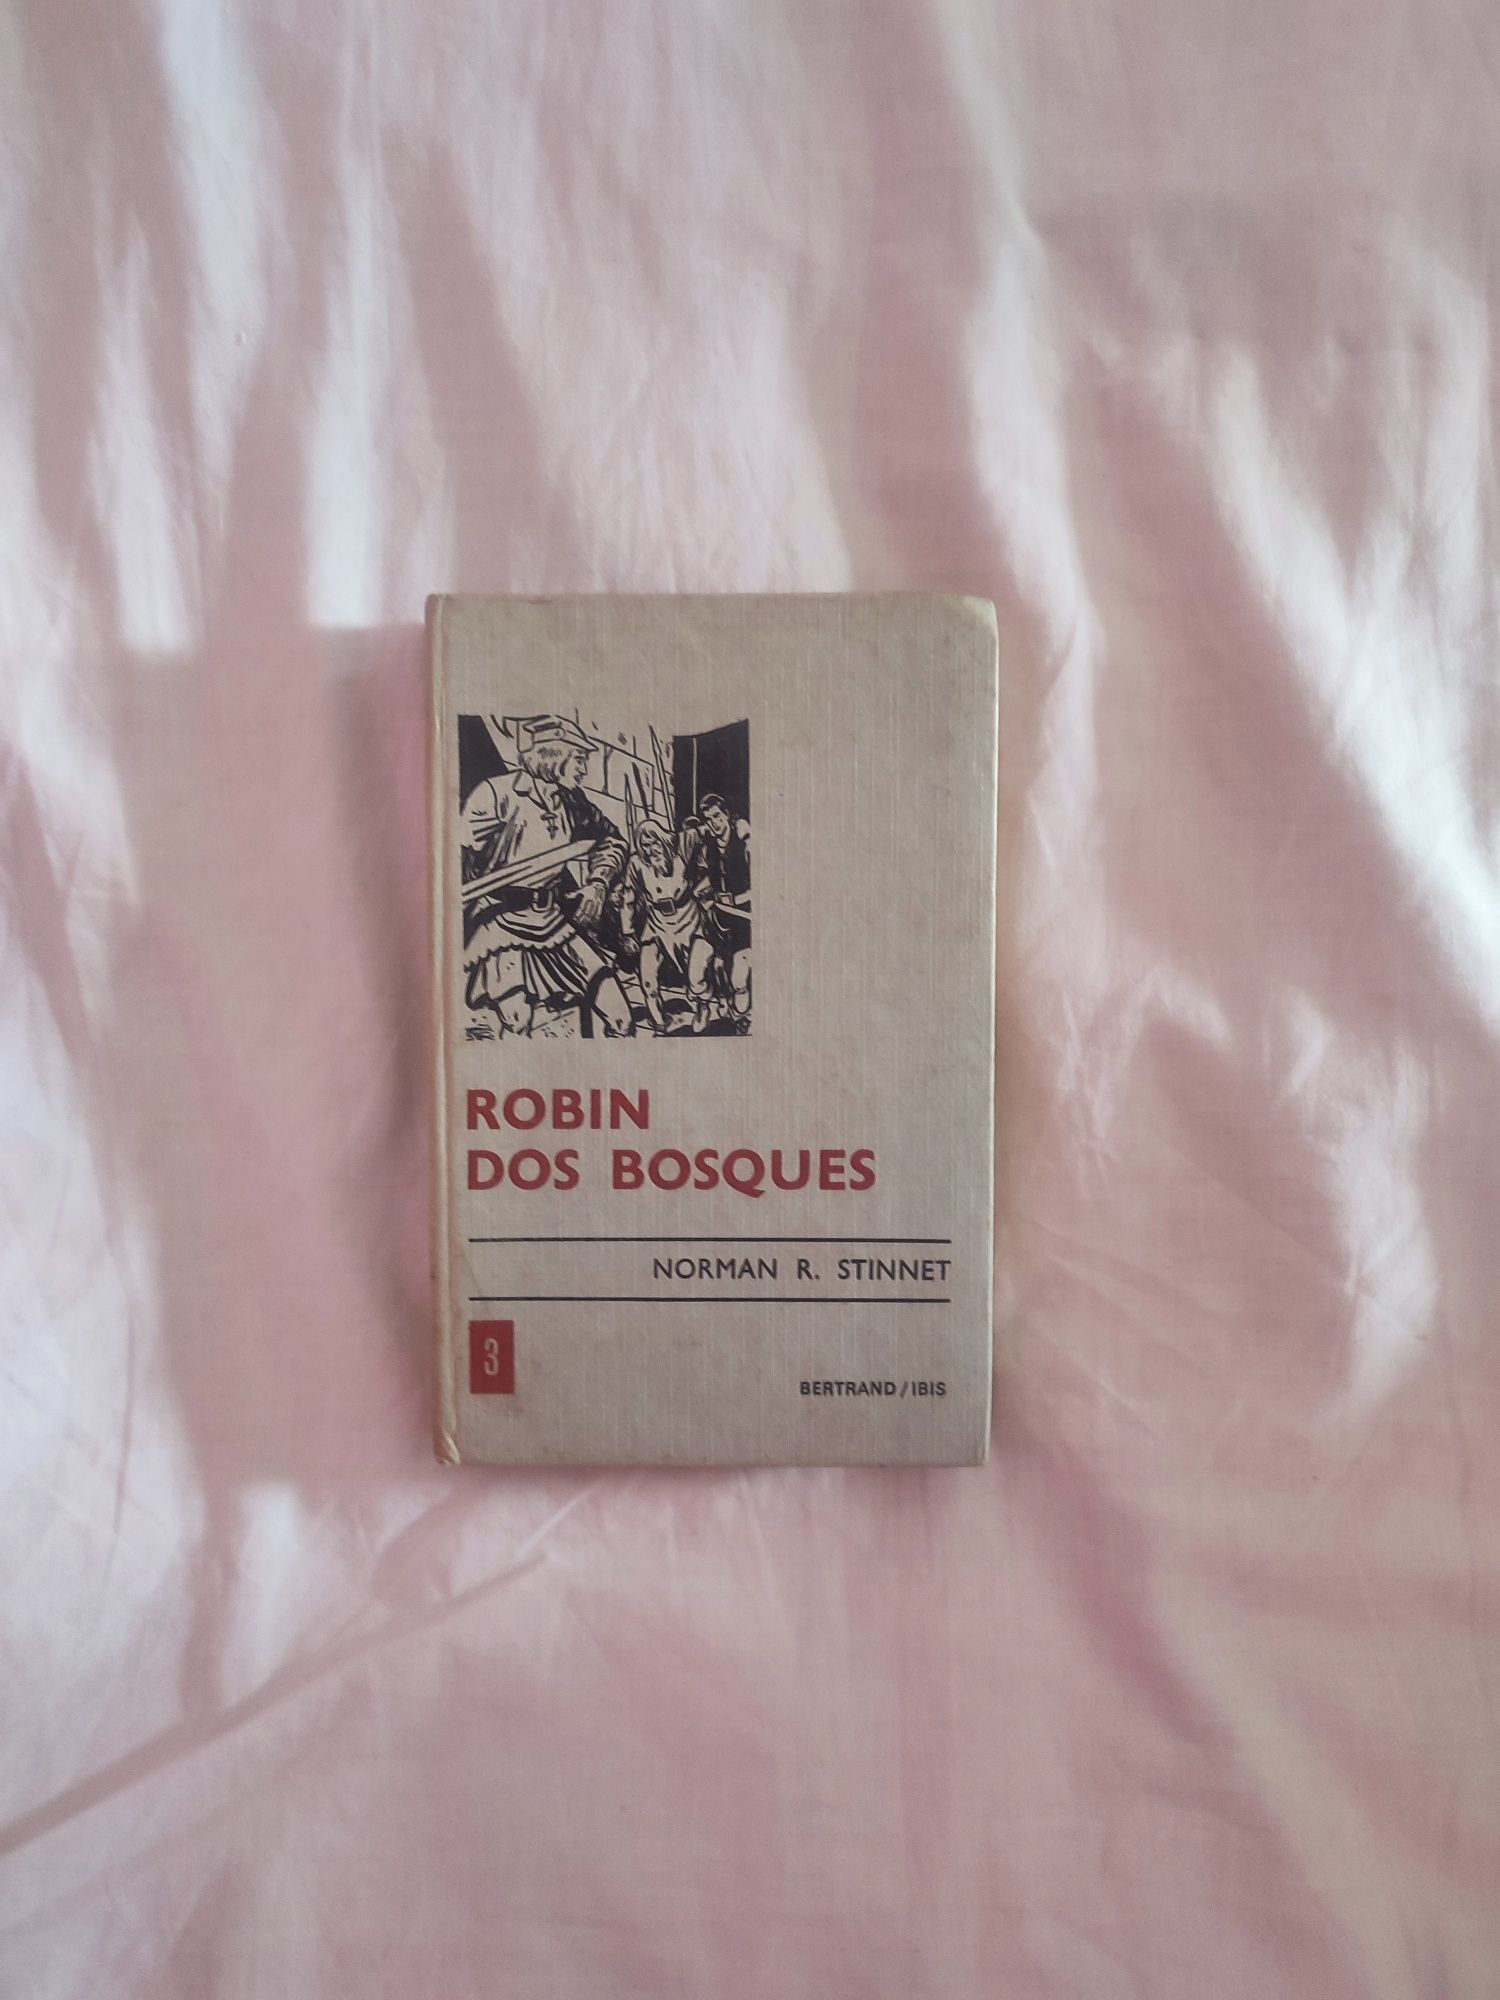 ROBIN
DOS BOSQUES
NORMAN R. STINNET
3
BERTRAND/IBIS